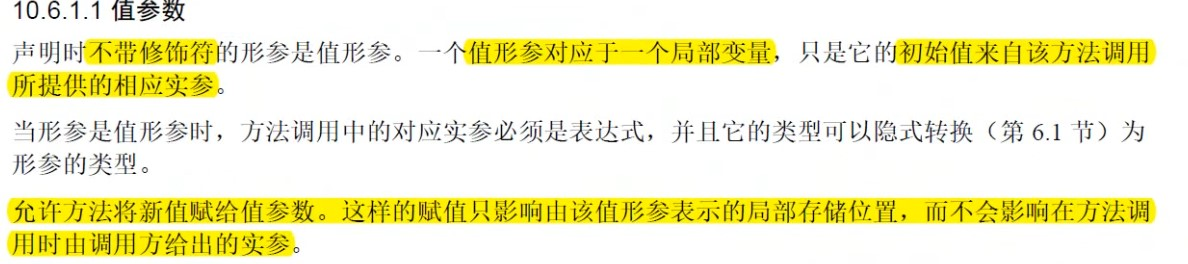 10.6.1.1 值参数
声明时不带修饰符的形参是值形参。一个值形参对应于一个局部变量，只是它的初始值来自该方法调用
所提供的相应实参。
当形参是值形参时，方法调用中的对应实参必须是表达式，并且它的类型可以隐式转换（第 6.1 节）为
形参的类型。
允许方法将新值赋给值参数。这样的赋值只影响由该值形参表示的局部存储位置，而不会影响在方法调
用时由调用方给出的实参。